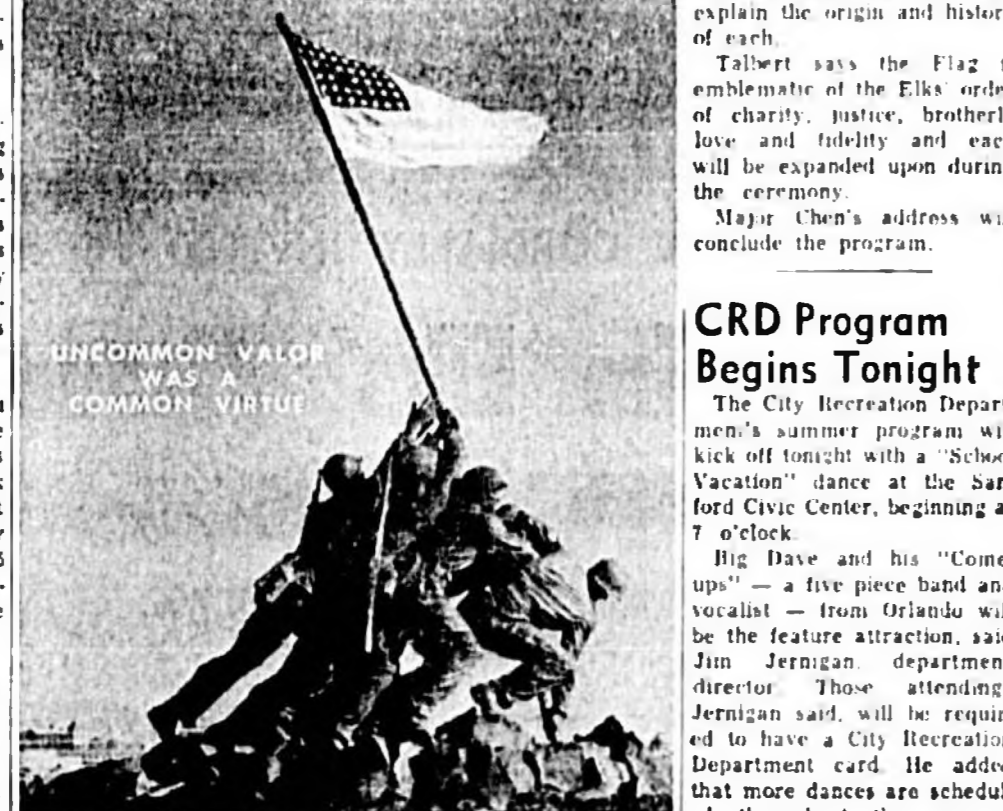 UNCOMMON VALOR
WAS A
COMMON VIRTUE
explain the origin and histor
of each.
Talbert says the Flag
emblematic of the Elks' orde
of charity, justice, brotherl
love and fidelity and eac
will be expanded upon durin
the ceremony.
Major Chen's address wi
conclude the program.
CRD Program
Begins Tonight
The City Recreation Depart
ment's summer program wi
kick off tonight with a "Schoo
Vacation" dance at the San
ford Civic Center, beginning a
7 o'clock.
Big Dave and his "Come
ups" — a five piece band an
vocalist — from Orlando wil
be the feature attraction, said
Jim Jernigan, department
director. Those attending,
Jernigan said, will be requir
ed to have a City Recreation
Department card. He added
that more dances are schedul